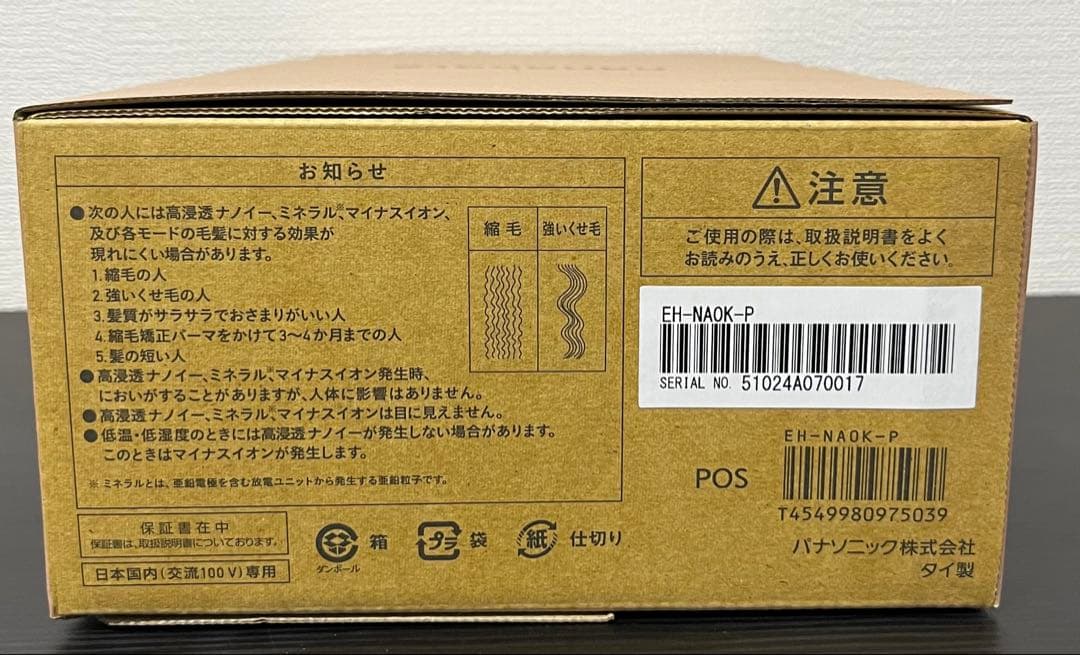 お知らせ
●次の人には高浸透ナノイー、ミネラル※、マイナスイオン、
及び各モードの毛髪に対する効果が
現れにくい場合があります。
1.縮毛の人
2.強いくせ毛の人
3.髪質がサラサラでおさまりがいい人
4.縮毛矯正パーマをかけて3〜4か月までの人
5.髪の短い人
縮毛
強いくせ毛
●高浸透ナノイー、ミネラル※、マイナスイオン発生時、
においがすることがありますが、人体に影響はありません。
●高浸透ナノイー、ミネラル※、マイナスイオンは目に見えません。
●低温・低湿度のときには高浸透ナノイーが発生しない場合があります。
このときはマイナスイオンが発生します。
※ ミネラルとは、亜鉛電極を含む放電ユニットから発生する亜鉛粒子です。
保証書在中
保証書は、取扱説明書についております。
日本国内(交流100V)専用
ダンボール
箱
プラ
袋
紙
仕切り
注意
ご使用の際は、取扱説明書をよく
お読みのうえ、正しくお使いください。
EH-NA0K-P
SERIAL NO. 51024A070017
EH-NA0K-P
POS
T4549980975039
パナソニック株式会社
タイ製